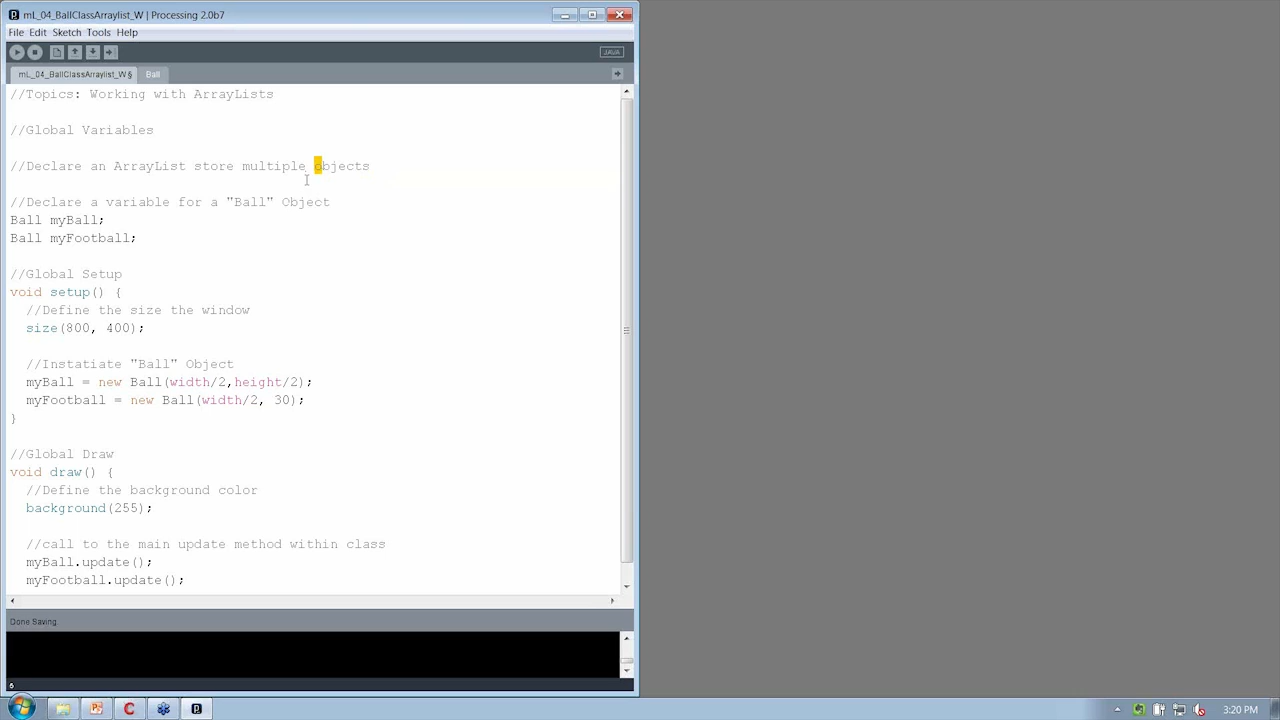 mL_04_BallClassArraylist_W | Processing 2.0b7
File Edit Sketch Tools Help
JAVA
mL_04_BallClassArraylist_W § Ball
//Topics: Working with ArrayLists
//Global Variables
//Declare an ArrayList store multiple objects
//Declare a variable for a "Ball" Object
Ball myBall;
Ball myFootball;
//Global Setup
void setup() {
//Define the size the window
size(800, 400);
//Instatiate "Ball" Object
myBall = new Ball(width/2,height/2);
myFootball = new Ball(width/2, 30);
}
//Global Draw
void draw() {
//Define the background color
background(255);
//call to the main update method within class
myBall.update();
myFootball.update();
Done Saving
6
3:20 PM